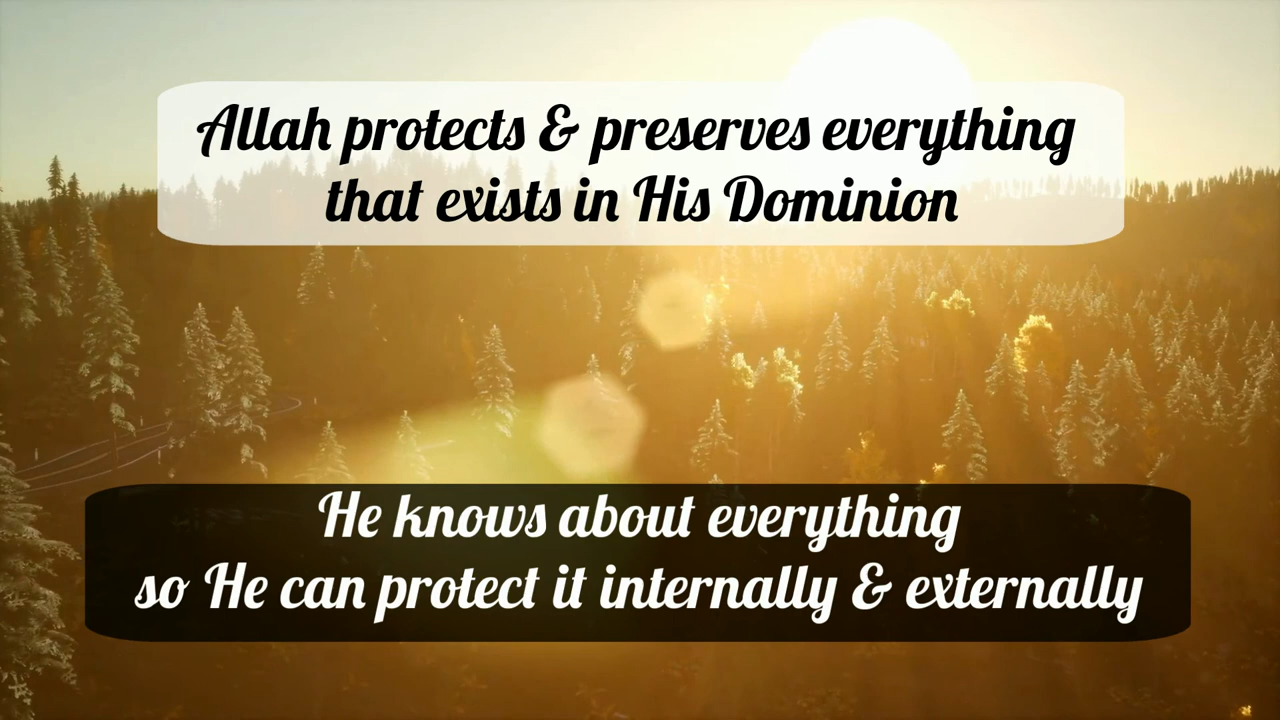 Allah protects & preserves everything
that exists in His Dominion
He knows about everything
so He can protect it internally & externally